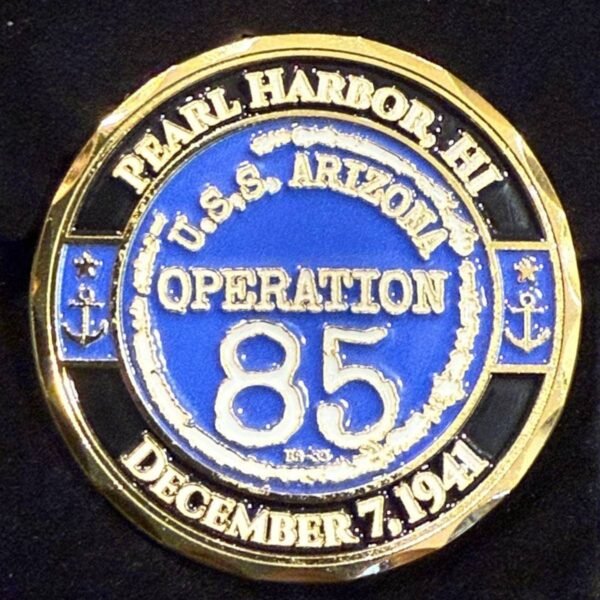 PEARL HARBOR, HI
U.S.S. ARIZONA
OPERATION
85
DECEMBER 7, 1941